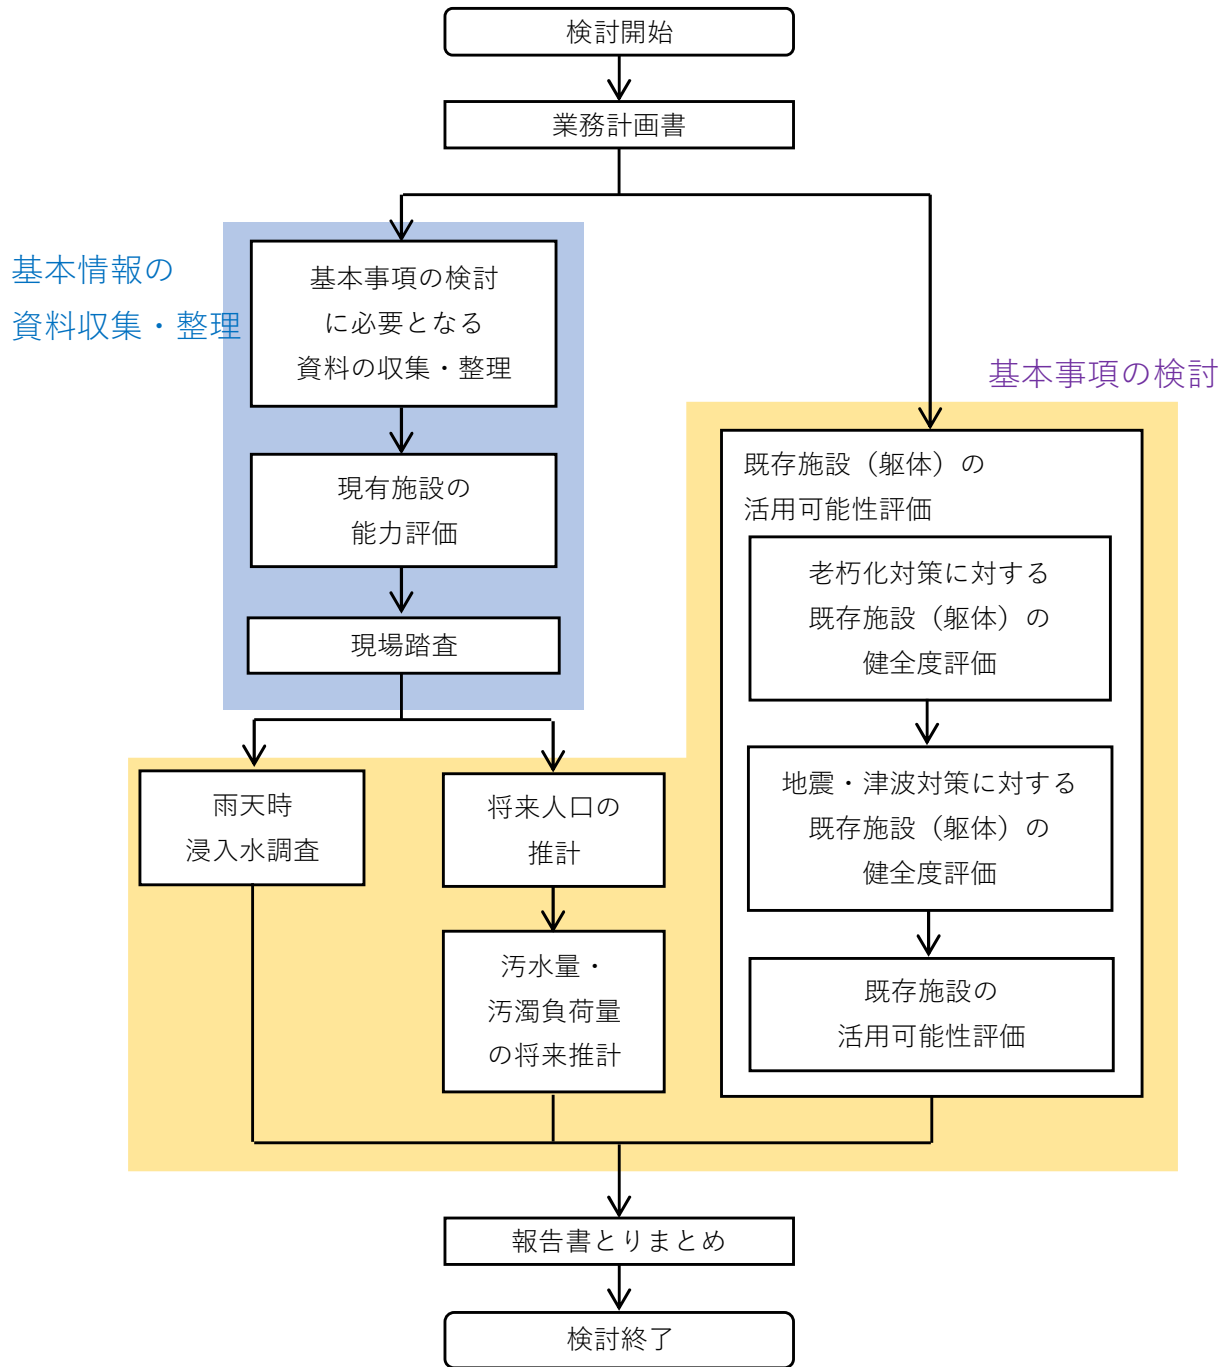 検討開始
業務計画書
基本情報の
資料収集・整理
基本事項の検討
に必要となる
資料の収集・整理
現有施設の
能力評価
現場踏査
基本事項の検討
雨天時
浸入水調査
将来人口の
推計
汚水量・
汚濁負荷量
の将来推計
既存施設（躯体）の
活用可能性評価
老朽化対策に対する
既存施設（躯体）の
健全度評価
地震・津波対策に対する
既存施設（躯体）の
健全度評価
既存施設の
活用可能性評価
報告書とりまとめ
検討終了